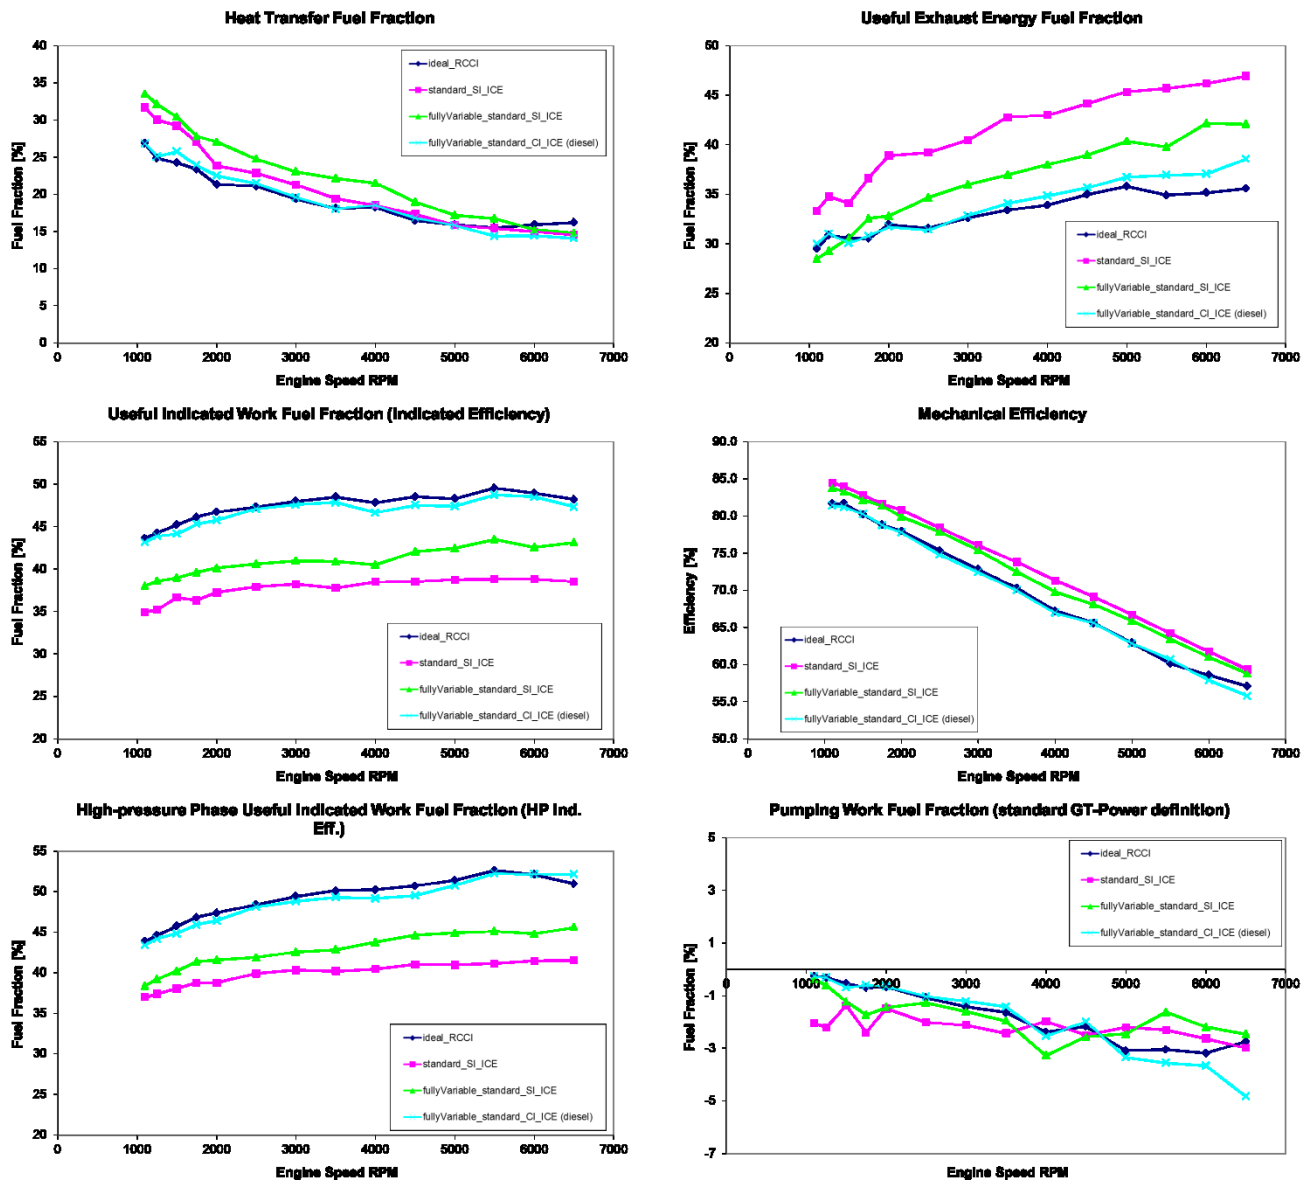 Heat Transfer Fuel Fraction
40
35
30
25
20
15
10
5
0
0 1000 2000 3000 4000 5000 6000 7000
Fuel Fraction [%]
Engine Speed RPM
ideal_RCCI
standard_SI_ICE
fullyVariable_standard_SI_ICE
fullyVariable_standard_CI_ICE (diesel)
Useful Exhaust Energy Fuel Fraction
50
45
40
35
30
25
20
0 1000 2000 3000 4000 5000 6000 7000
Fuel Fraction [%]
Engine Speed RPM
ideal_RCCI
standard_SI_ICE
fullyVariable_standard_SI_ICE
fullyVariable_standard_CI_ICE (diesel)
Useful Indicated Work Fuel Fraction (Indicated Efficiency)
55
50
45
40
35
30
25
20
0 1000 2000 3000 4000 5000 6000 7000
Fuel Fraction [%]
Engine Speed RPM
ideal_RCCI
standard_SI_ICE
fullyVariable_standard_SI_ICE
fullyVariable_standard_CI_ICE (diesel)
Mechanical Efficiency
90.0
85.0
80.0
75.0
70.0
65.0
60.0
55.0
50.0
0 1000 2000 3000 4000 5000 6000 7000
Efficiency [%]
Engine Speed RPM
ideal_RCCI
standard_SI_ICE
fullyVariable_standard_SI_ICE
fullyVariable_standard_CI_ICE (diesel)
High-pressure Phase Useful Indicated Work Fuel Fraction (HP Ind.
Eff.)
55
50
45
40
35
30
25
20
0 1000 2000 3000 4000 5000 6000 7000
Fuel Fraction [%]
Engine Speed RPM
ideal_RCCI
standard_SI_ICE
fullyVariable_standard_SI_ICE
fullyVariable_standard_CI_ICE (diesel)
Pumping Work Fuel Fraction (standard GT-Power definition)
5
3
1
-1
-3
-5
-7
0 1000 2000 3000 4000 5000 6000 7000
Fuel Fraction [%]
Engine Speed RPM
ideal_RCCI
standard_SI_ICE
fullyVariable_standard_SI_ICE
fullyVariable_standard_CI_ICE (diesel)